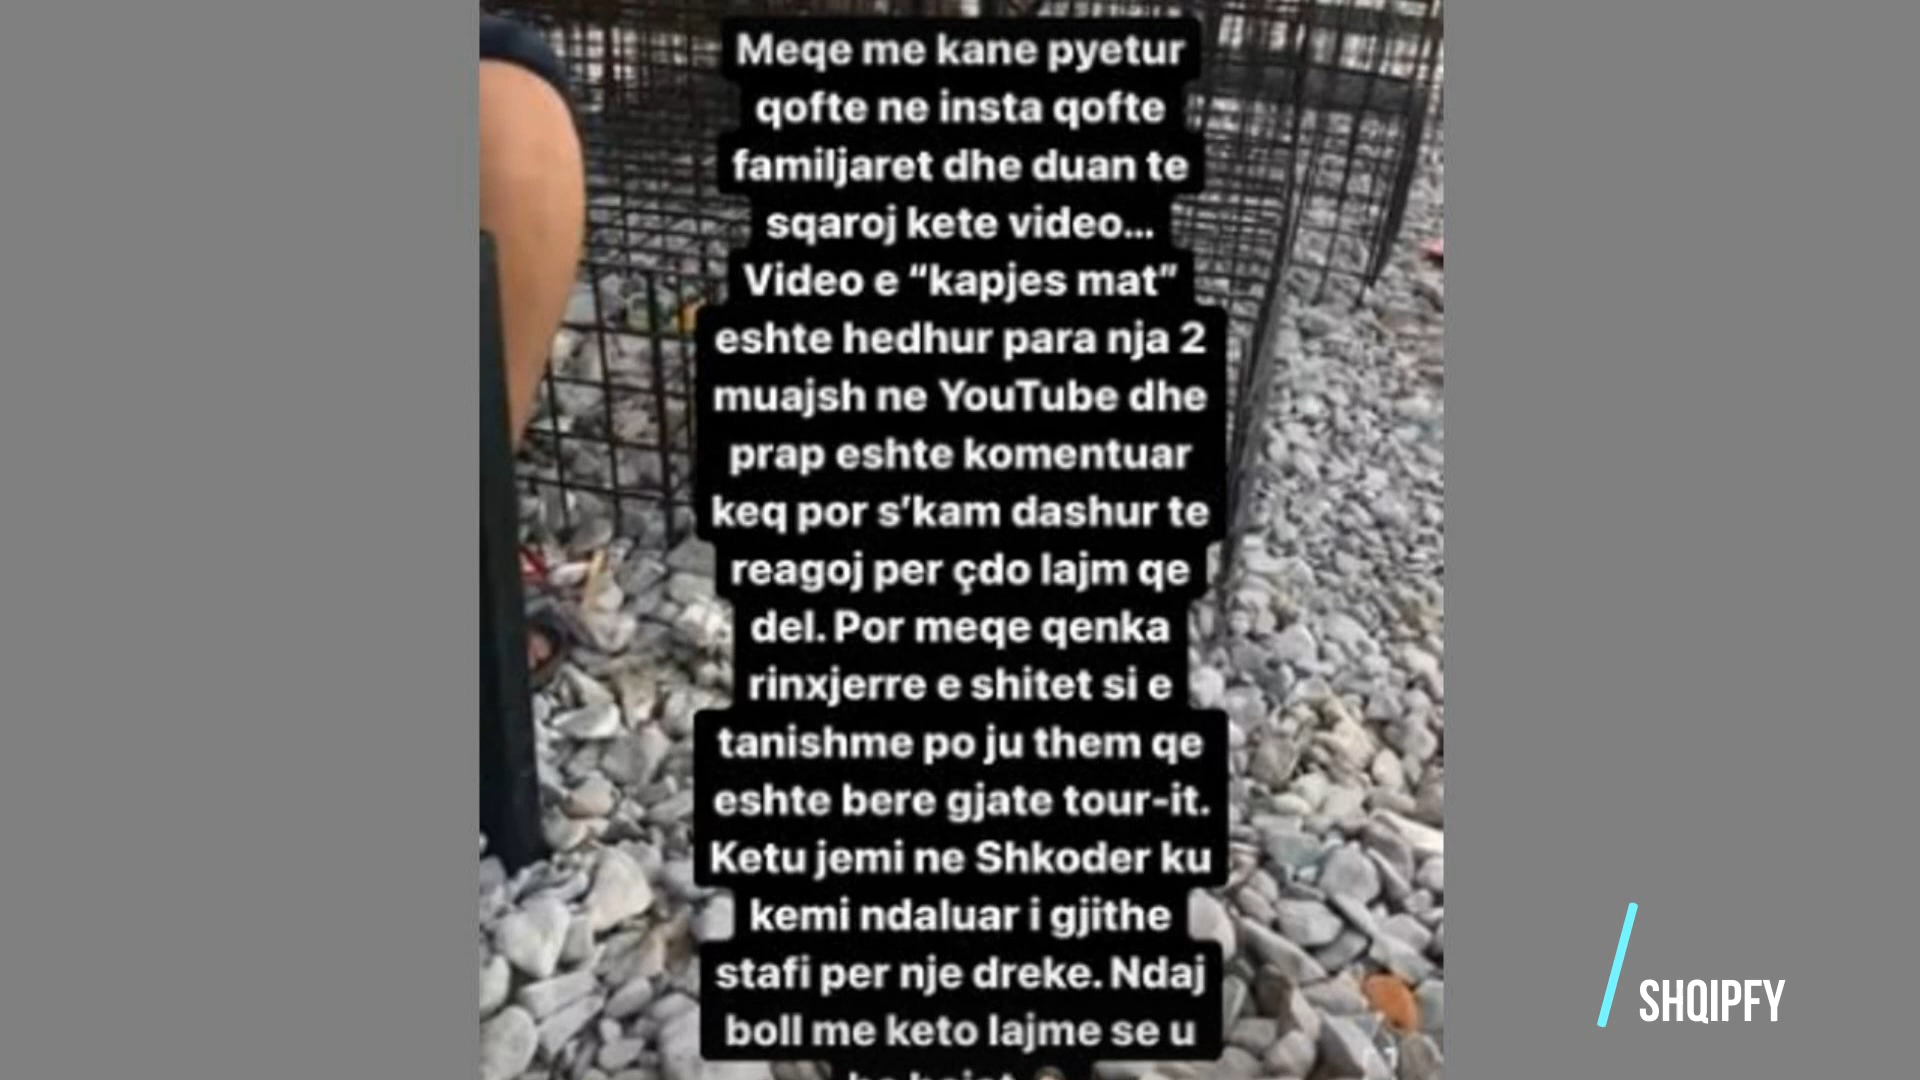 Meqe me kane pyetur
qofte ne insta qofte
familjaret dhe duan te
sqaroj kete video...
Video e “kapjes mat”
eshte hedhur para nja 2
muajsh ne YouTube dhe
prap eshte komentuar
keq por s’kam dashur te
reagoj per çdo lajm qe
del. Por meqe qenka
rinxjerre e shitet si e
tanishme po ju them qe
eshte bere gjate tour-it.
Ketu jemi ne Shkoder ku
kemi ndaluar i gjithe
stafi per nje dreke. Ndaj
boll me keto lajme se u
SHQIPFY